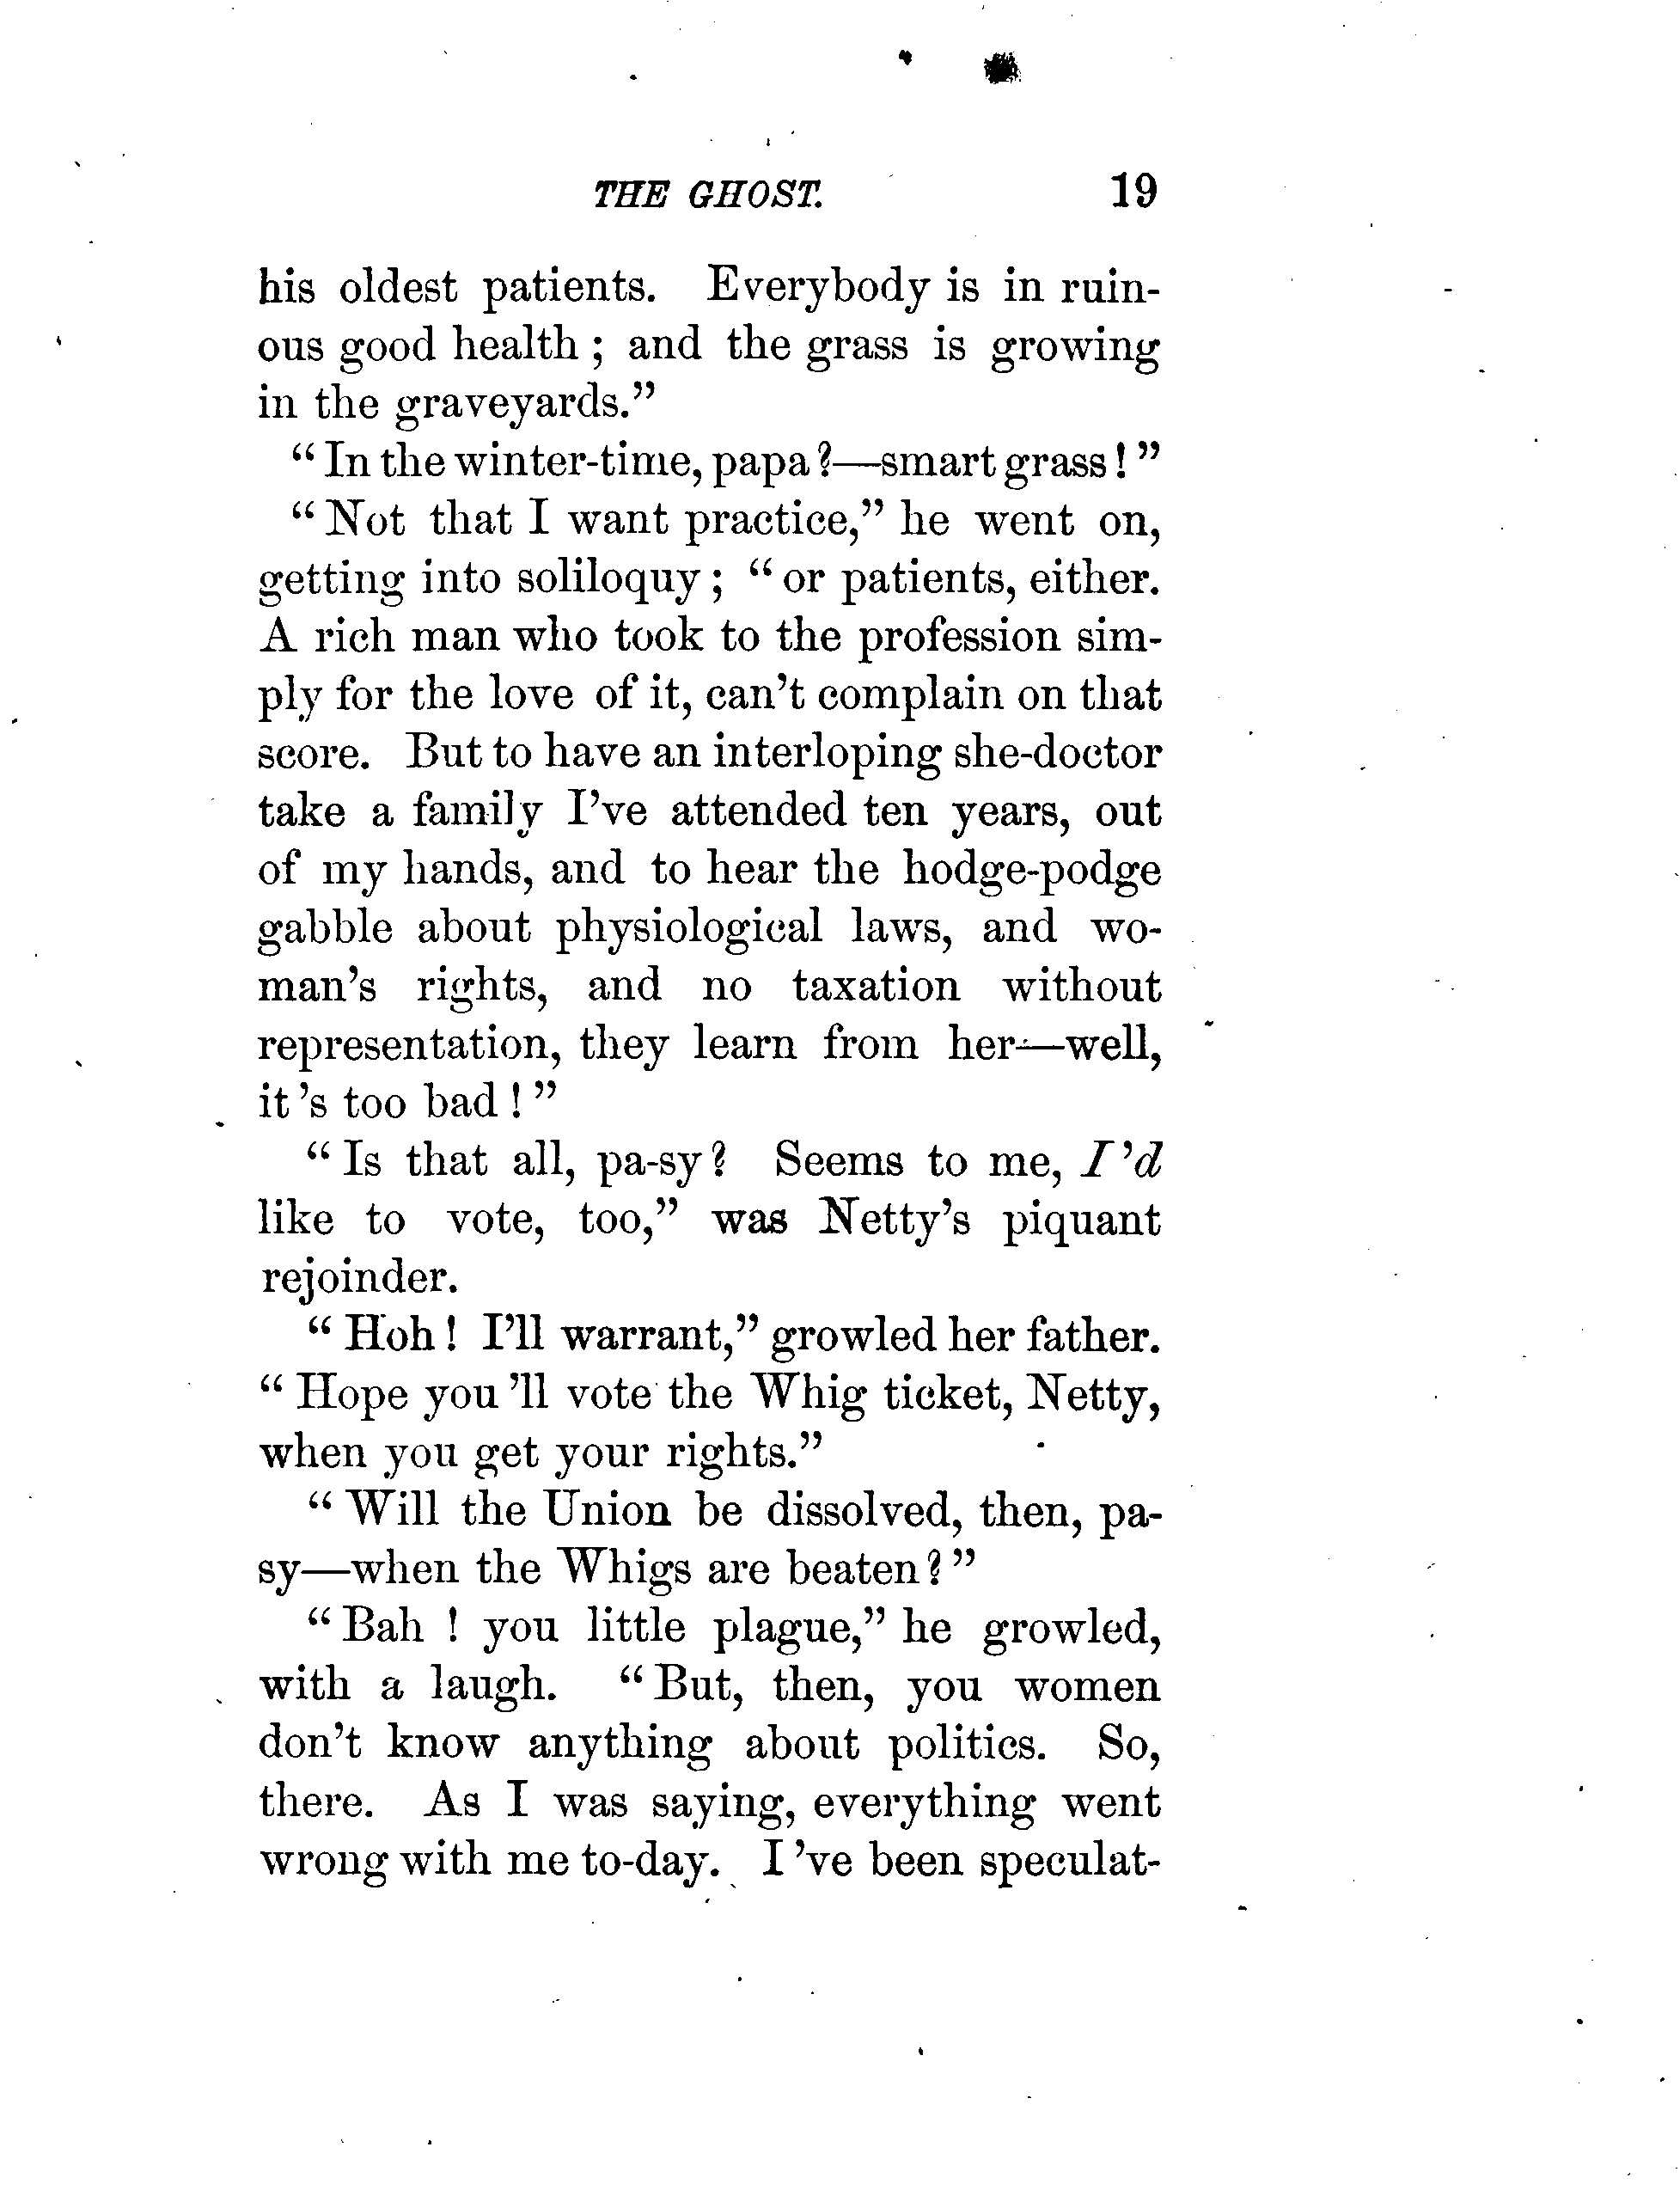 THE GHOST. 19
his oldest patients. Everybody is in ruin-
ous good health; and the grass is growing
in the graveyards."
"In the winter-time, papa?—smart grass!"
"Not that I want practice," he went on,
getting into soliloquy; "or patients, either.
A rich man who took to the profession sim-
ply for the love of it, can't complain on that
score. But to have an interloping she-doctor
take a family I've attended ten years, out
of my hands, and to hear the hodge-podge
gabble about physiological laws, and wo-
man's rights, and no taxation without
representation, they learn from her—well,
it's too bad!"
"Is that all, pa-sy? Seems to me, I'd
like to vote, too," was Netty's piquant
rejoinder.
"Hoh! I'll warrant," growled her father.
"Hope you'll vote the Whig ticket, Netty,
when you get your rights."
"Will the Union be dissolved, then, pa-
sy—when the Whigs are beaten?"
"Bah! you little plague," he growled,
with a laugh. "But, then, you women
don't know anything about politics. So,
there. As I was saying, everything went
wrong with me to-day. I've been speculat-